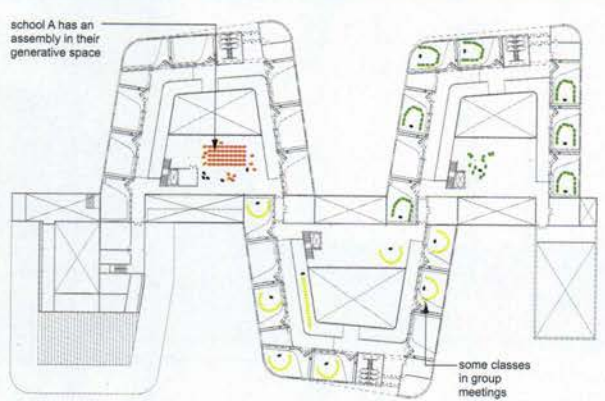 school A has an
assembly in their
generative space
some classes
in group
meetings